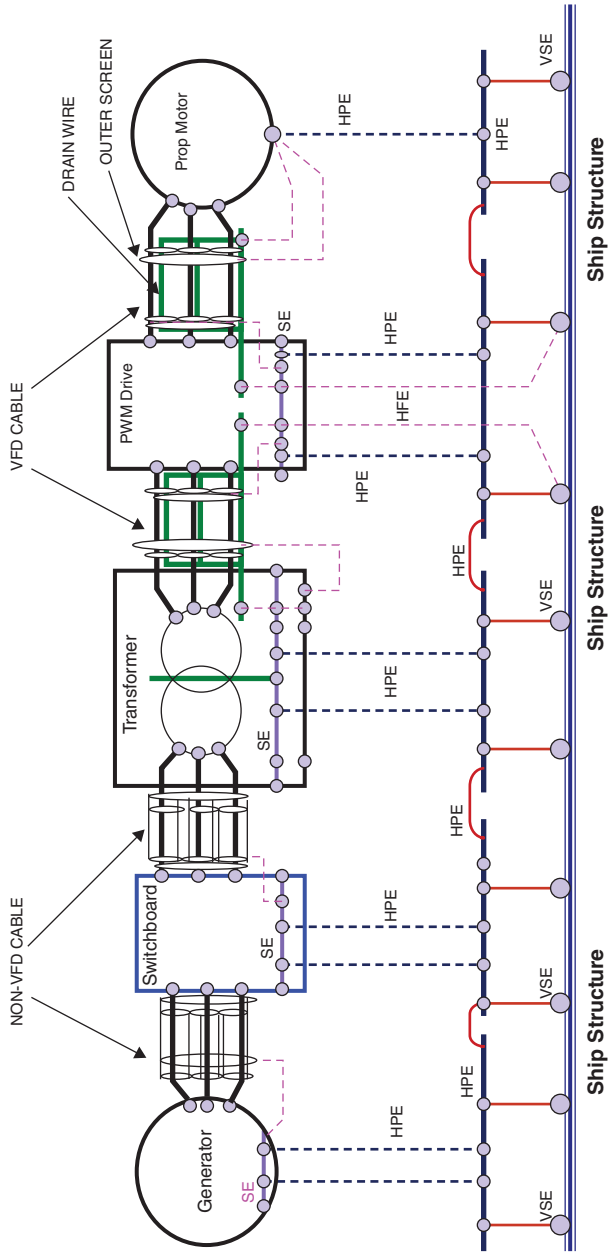 NON-VFD CABLE
VFD CABLE
DRAIN WIRE
OUTER SCREEN
Generator
SE
Switchboard
SE
Transformer
SE
PWM Drive
SE
Prop Motor
HPE
HPE
HPE
HPE
HFE
HPE
HPE
HPE
HPE
HPE
HPE
VSE
VSE
VSE
VSE
Ship Structure
Ship Structure
Ship Structure